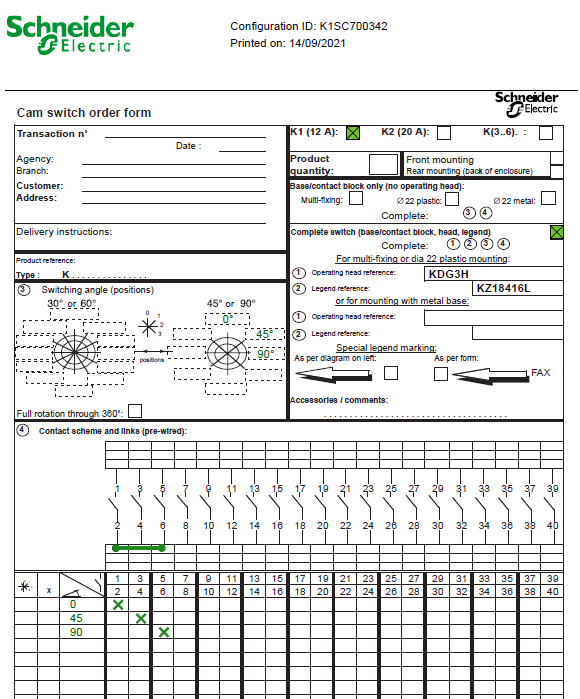 Schneider Electric
Configuration ID: K1SC700342
Printed on: 14/09/2021
Schneider Electric
Cam switch order form
Transaction n°
Date :
Agency:
Branch:
Customer:
Address:
Delivery instructions:
Product reference:
Type : K . . . . . . . . . . . . . . .
K1 (12 A): K2 (20 A): K(3..6). :
Product quantity:
Front mounting
Rear mounting (back of enclosure)
Base/contact block only (no operating head):
Multi-fixing: ∅ 22 plastic: ∅ 22 metal:
Complete: 3 4
Complete switch (base/contact block, head, legend)
Complete: 1 2 3 4
For multi-fixing or dia 22 plastic mounting:
1 Operating head reference: KDG3H
2 Legend reference: KZ18416L
or for mounting with metal base:
1 Operating head reference:
2 Legend reference:
Special legend marking:
As per diagram on left: As per form:
FAX
Accessories / comments:
3 Switching angle (positions)
30° or 60° 45° or 90°
0 1 2 3
positions
0°
45°
90°
Full rotation through 360°:
4 Contact scheme and links (pre-wired):
1 3 5 7 9 11 13 15 17 19 21 23 25 27 29 31 33 35 37 39
2 4 6 8 10 12 14 16 18 20 22 24 26 28 30 32 34 36 38 40
1 3 5 7 9 11 13 15 17 19 21 23 25 27 29 31 33 35 37 39
x 2 4 6 8 10 12 14 16 18 20 22 24 26 28 30 32 34 36 38 40
0
45
90